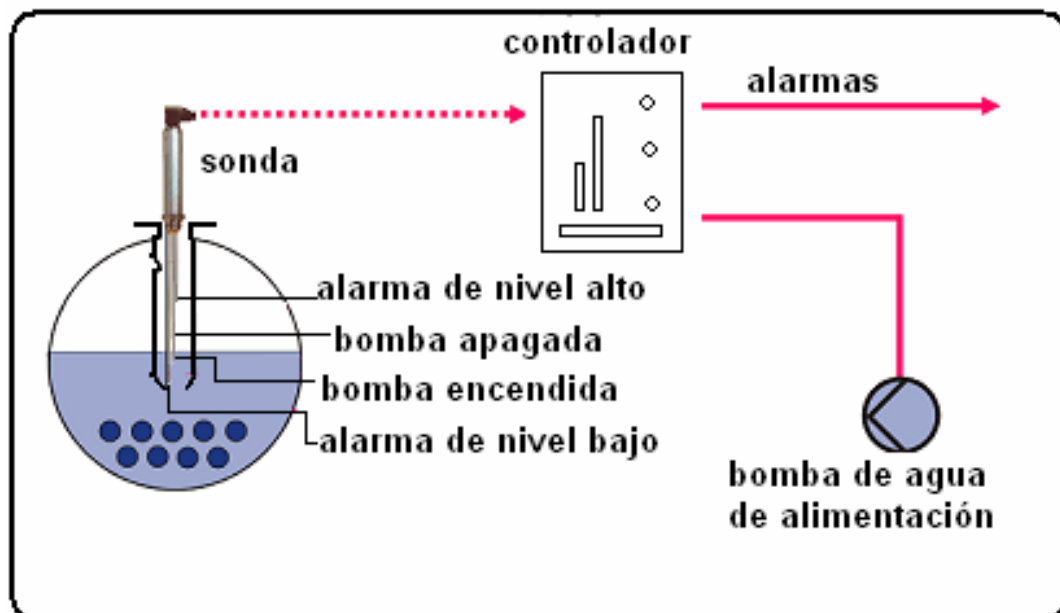 controlador
alarmas
sonda
alarma de nivel alto
bomba apagada
bomba encendida
alarma de nivel bajo
bomba de agua
de alimentación